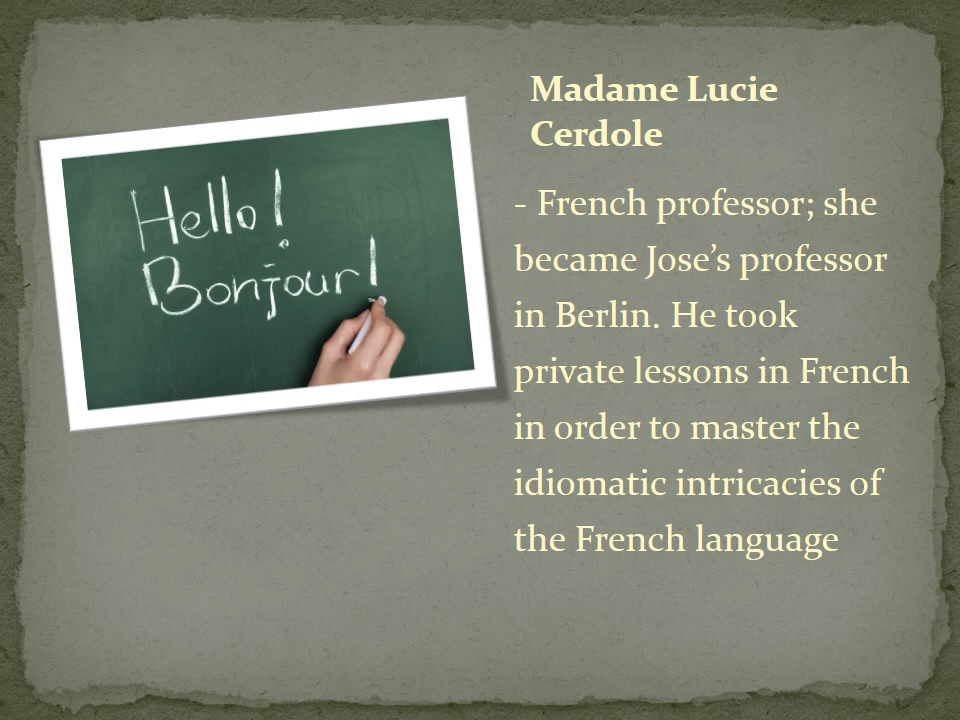 Hello!
Bonjour!
Madame Lucie
Cerdole
- French professor; she
became Jose’s professor
in Berlin. He took
private lessons in French
in order to master the
idiomatic intricacies of
the French language